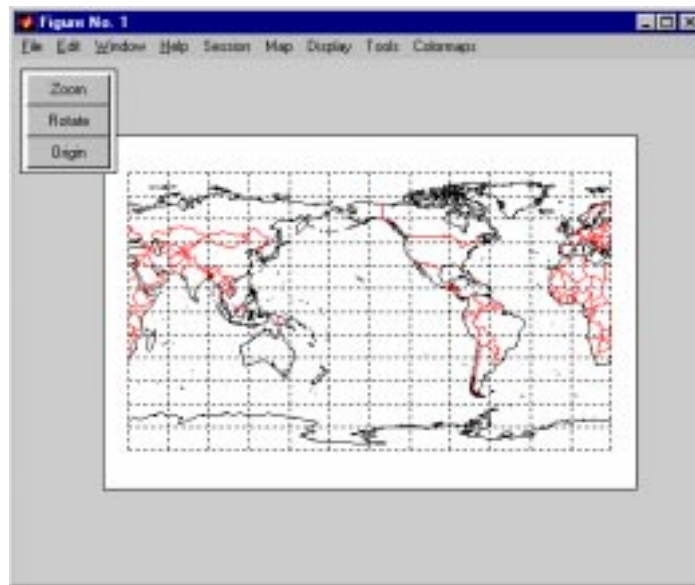 Figure No. 1
File Edit Window Help Session Map Display Tools Colormaps
Zoom
Rotate
Origin